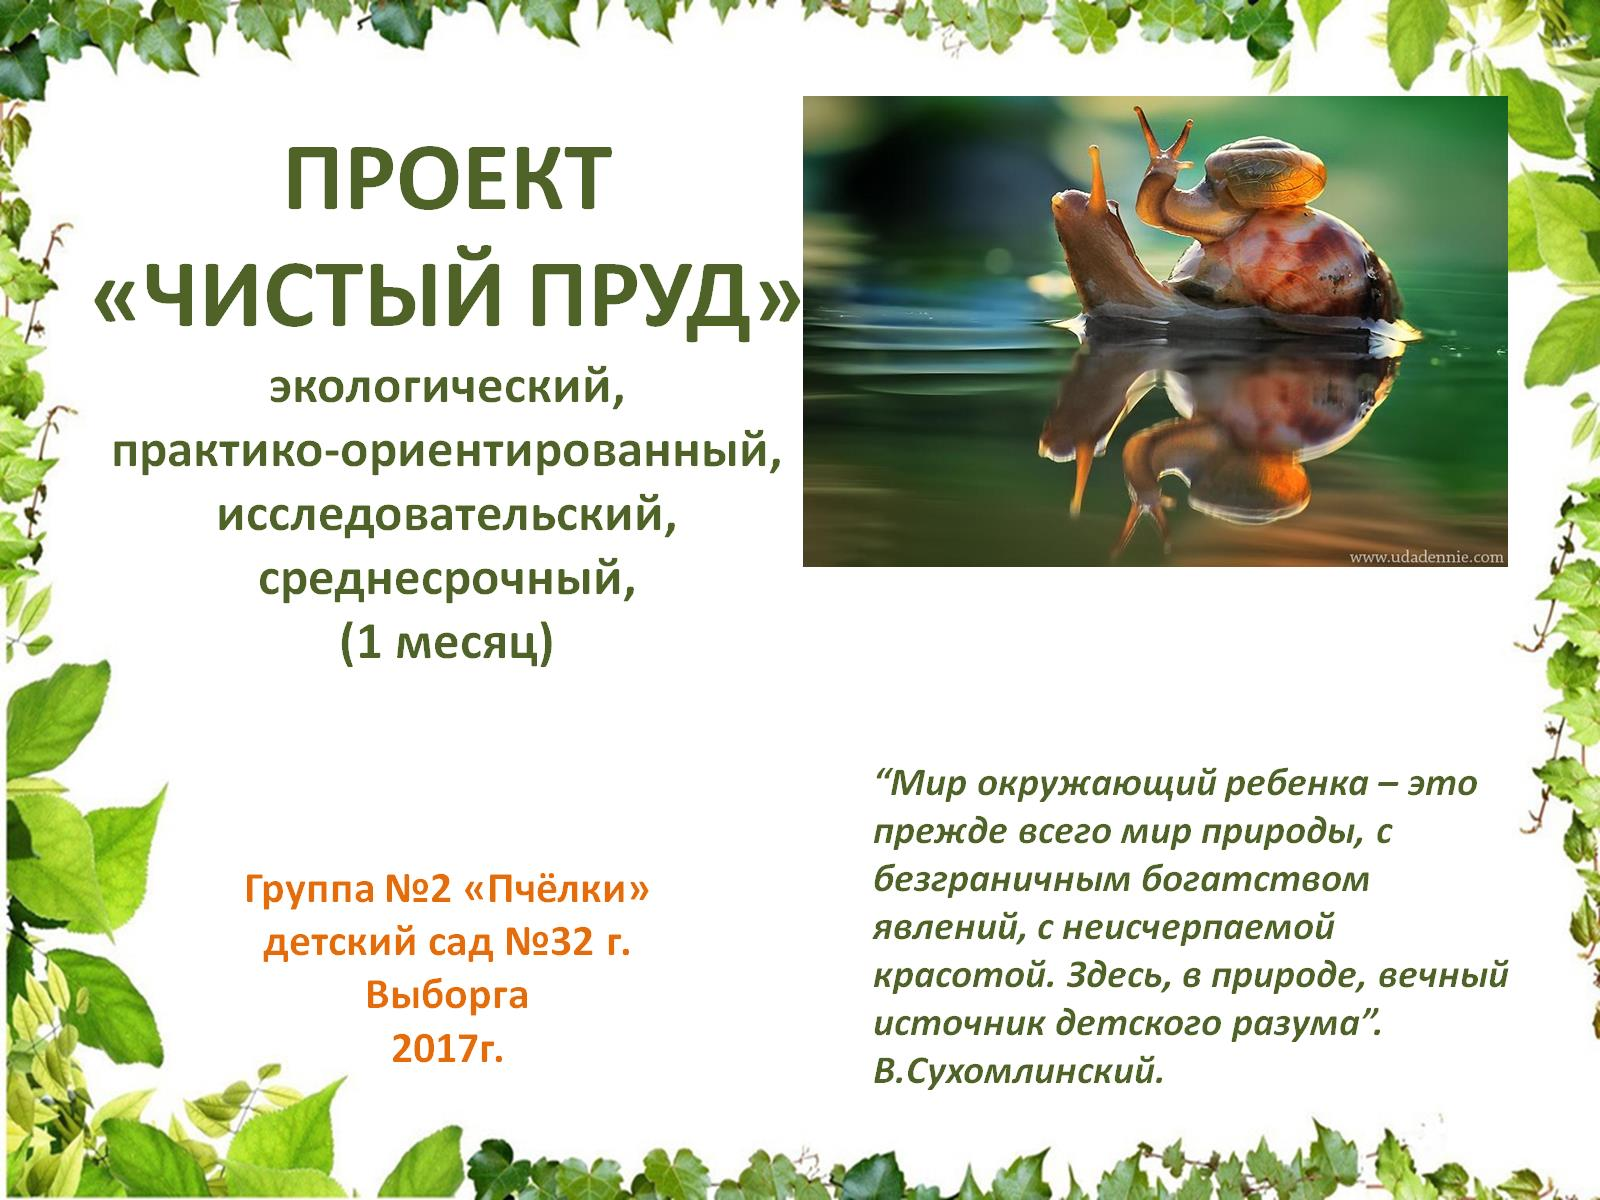 ПРОЕКТ
«ЧИСТЫЙ ПРУД»
экологический,
практико-ориентированный,
исследовательский,
среднесрочный,
(1 месяц)
www.udadennie.com
Группа №2 «Пчёлки»
детский сад №32 г.
Выборга
2017г.
“Мир окружающий ребенка – это
прежде всего мир природы, с
безграничным богатством
явлений, с неисчерпаемой
красотой. Здесь, в природе, вечный
источник детского разума”.
В.Сухомлинский.